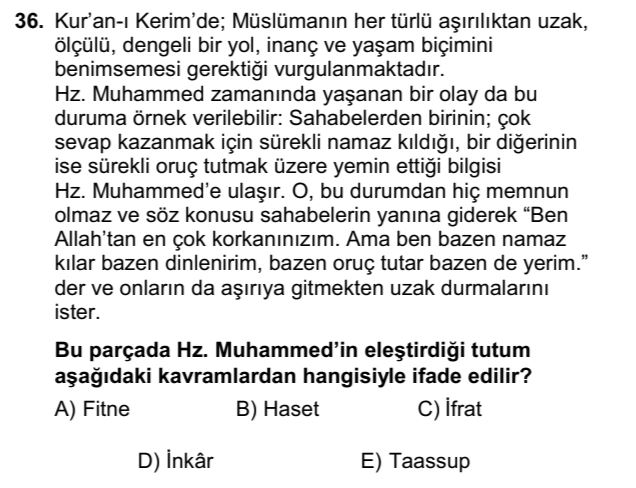 36. Kur’an-ı Kerim’de; Müslümanın her türlü aşırılıktan uzak,
ölçülü, dengeli bir yol, inanç ve yaşam biçimini
benimsemesi gerektiği vurgulanmaktadır.
Hz. Muhammed zamanında yaşanan bir olay da bu
duruma örnek verilebilir: Sahabelerden birinin; çok
sevap kazanmak için sürekli namaz kıldığı, bir diğerinin
ise sürekli oruç tutmak üzere yemin ettiği bilgisi
Hz. Muhammed’e ulaşır. O, bu durumdan hiç memnun
olmaz ve söz konusu sahabelerin yanına giderek “Ben
Allah’tan en çok korkanınızım. Ama ben bazen namaz
kılar bazen dinlenirim, bazen oruç tutar bazen de yerim.”
der ve onların da aşırıya gitmekten uzak durmalarını
ister.
Bu parçada Hz. Muhammed’in eleştirdiği tutum
aşağıdaki kavramlardan hangisiyle ifade edilir?
A) Fitne B) Haset C) İfrat
D) İnkâr E) Taassup